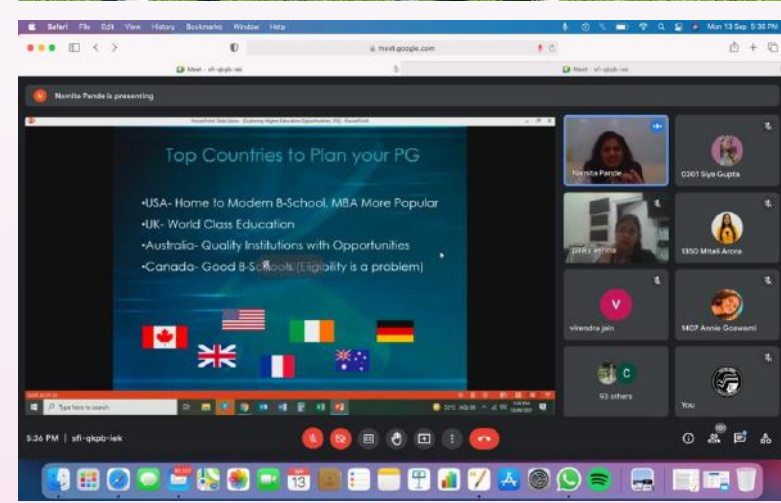 Safari File Edit View History Bookmarks Window Help
Mon 13 Sep 5:36 PM
meet.google.com
Meet - sfi-qkpb-iek
Meet - sfi-qkpb-iek
Namita Pande is presenting
Top Countries to Plan your PG
•USA- Home to Modern B-School, MBA More Popular
•UK- World Class Education
•Australia- Quality Institutions with Opportunities
•Canada- Good B-Schools (Eligibility is a problem)
Namita Pande
0301 Siya Gupta
Verma
1350 Mitali Arora
V
virendra jain
1407 Annie Goswami
C
93 others
You
Type here to search
5:36 PM | sfi-qkpb-iek
13